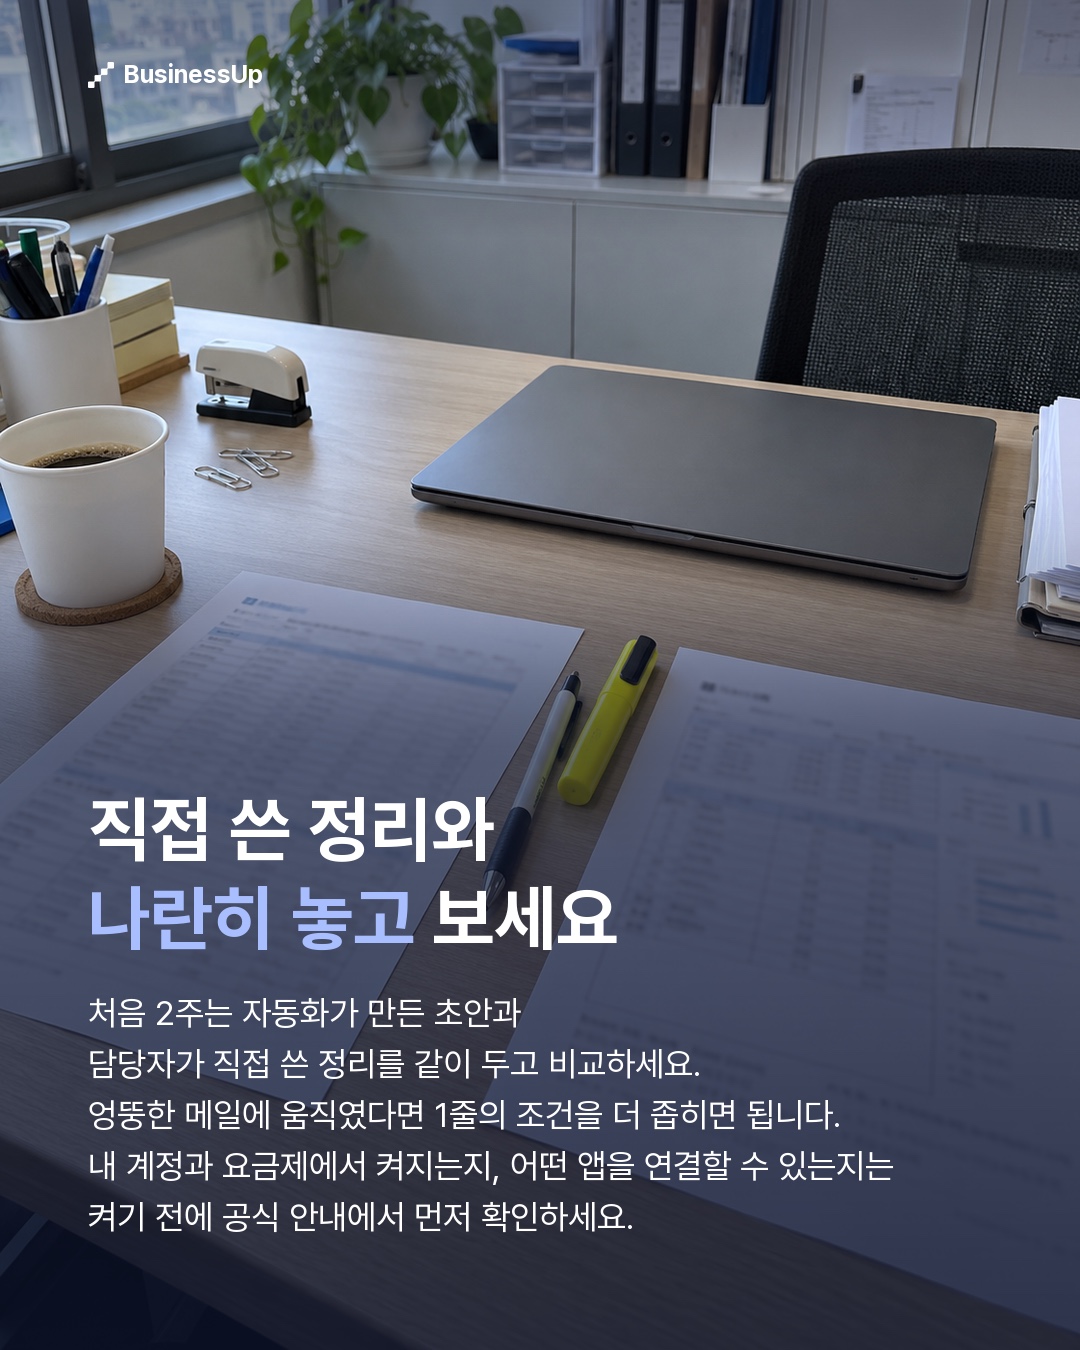 BusinessUp
직접 쓴 정리와
나란히 놓고 보세요
처음 2주는 자동화가 만든 초안과
담당자가 직접 쓴 정리를 같이 두고 비교하세요.
엉뚱한 메일에 움직였다면 1줄의 조건을 더 좁히면 됩니다.
내 계정과 요금제에서 켜지는지, 어떤 앱을 연결할 수 있는지는
켜기 전에 공식 안내에서 먼저 확인하세요.